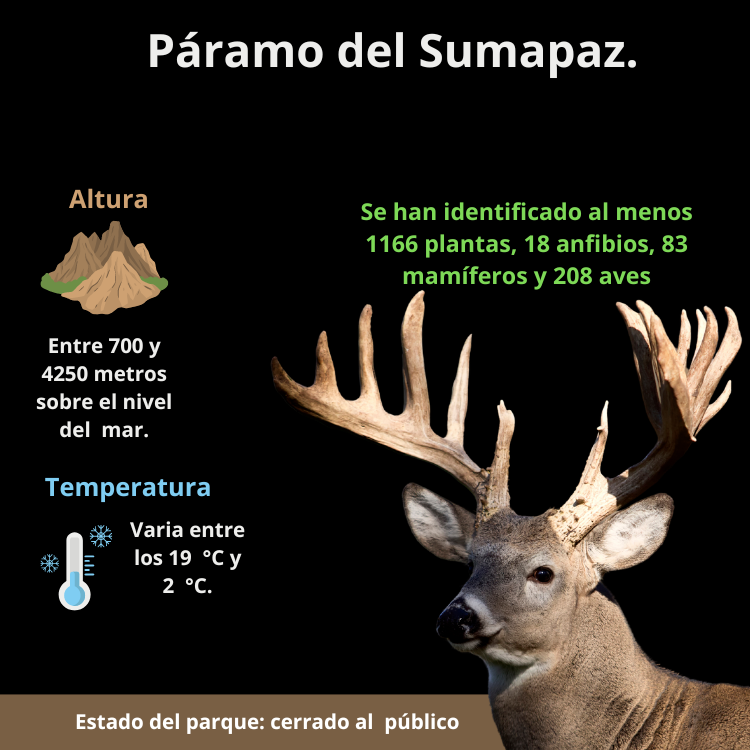 Páramo del Sumapaz.
Altura
Entre 700 y
4250 metros
sobre el nivel
del mar.
Temperatura
Varia entre
los 19 °C y
2 °C.
Se han identificado al menos
1166 plantas, 18 anfibios, 83
mamíferos y 208 aves
Estado del parque: cerrado al público